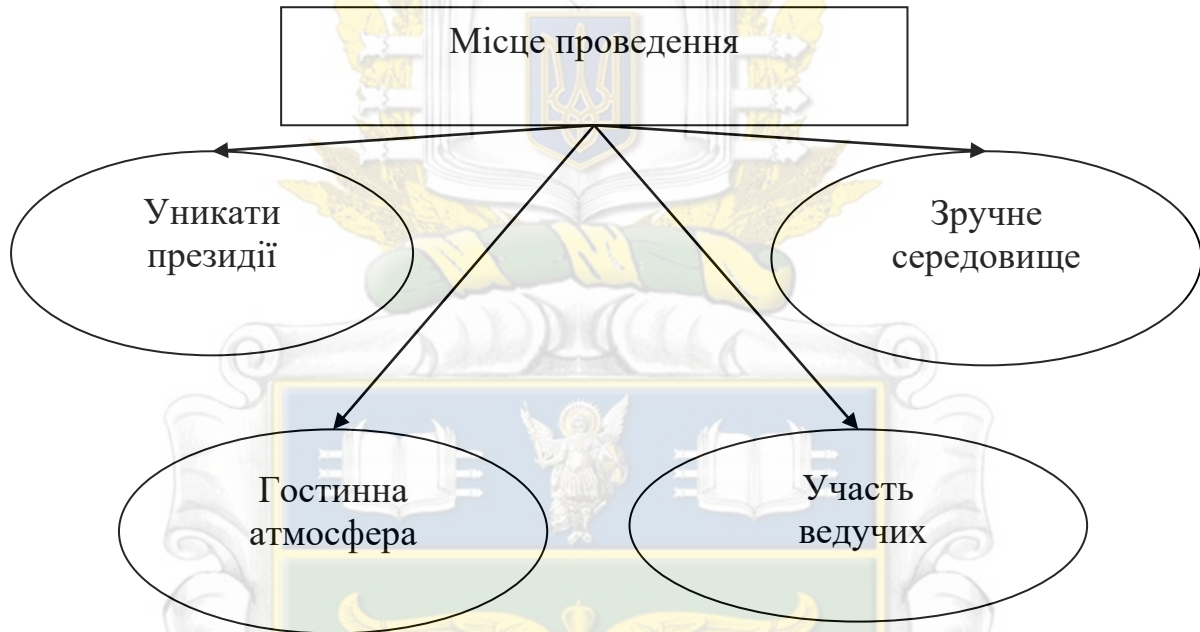 Місце проведення
Уникати
президії
Зручне
середовище
Гостинна
атмосфера
Участь
ведучих